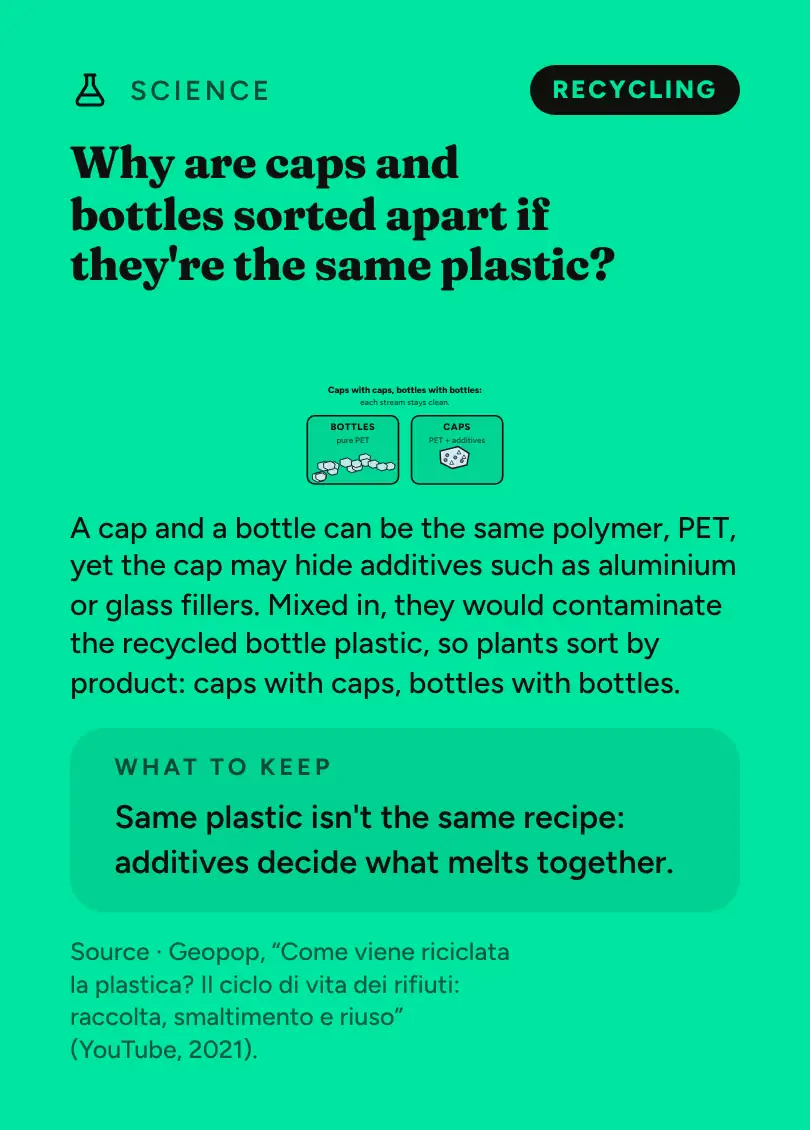 SCIENCE
RECYCLING
Why are caps and
bottles sorted apart if
they're the same plastic?
Caps with caps, bottles with bottles:
each stream stays clean.
BOTTLES
pure PET
CAPS
PET + additives
A cap and a bottle can be the same polymer, PET,
yet the cap may hide additives such as aluminium
or glass fillers. Mixed in, they would contaminate
the recycled bottle plastic, so plants sort by
product: caps with caps, bottles with bottles.
WHAT TO KEEP
Same plastic isn't the same recipe:
additives decide what melts together.
Source · Geopop, “Come viene riciclata
la plastica? Il ciclo di vita dei rifiuti:
raccolta, smaltimento e riuso”
(YouTube, 2021).